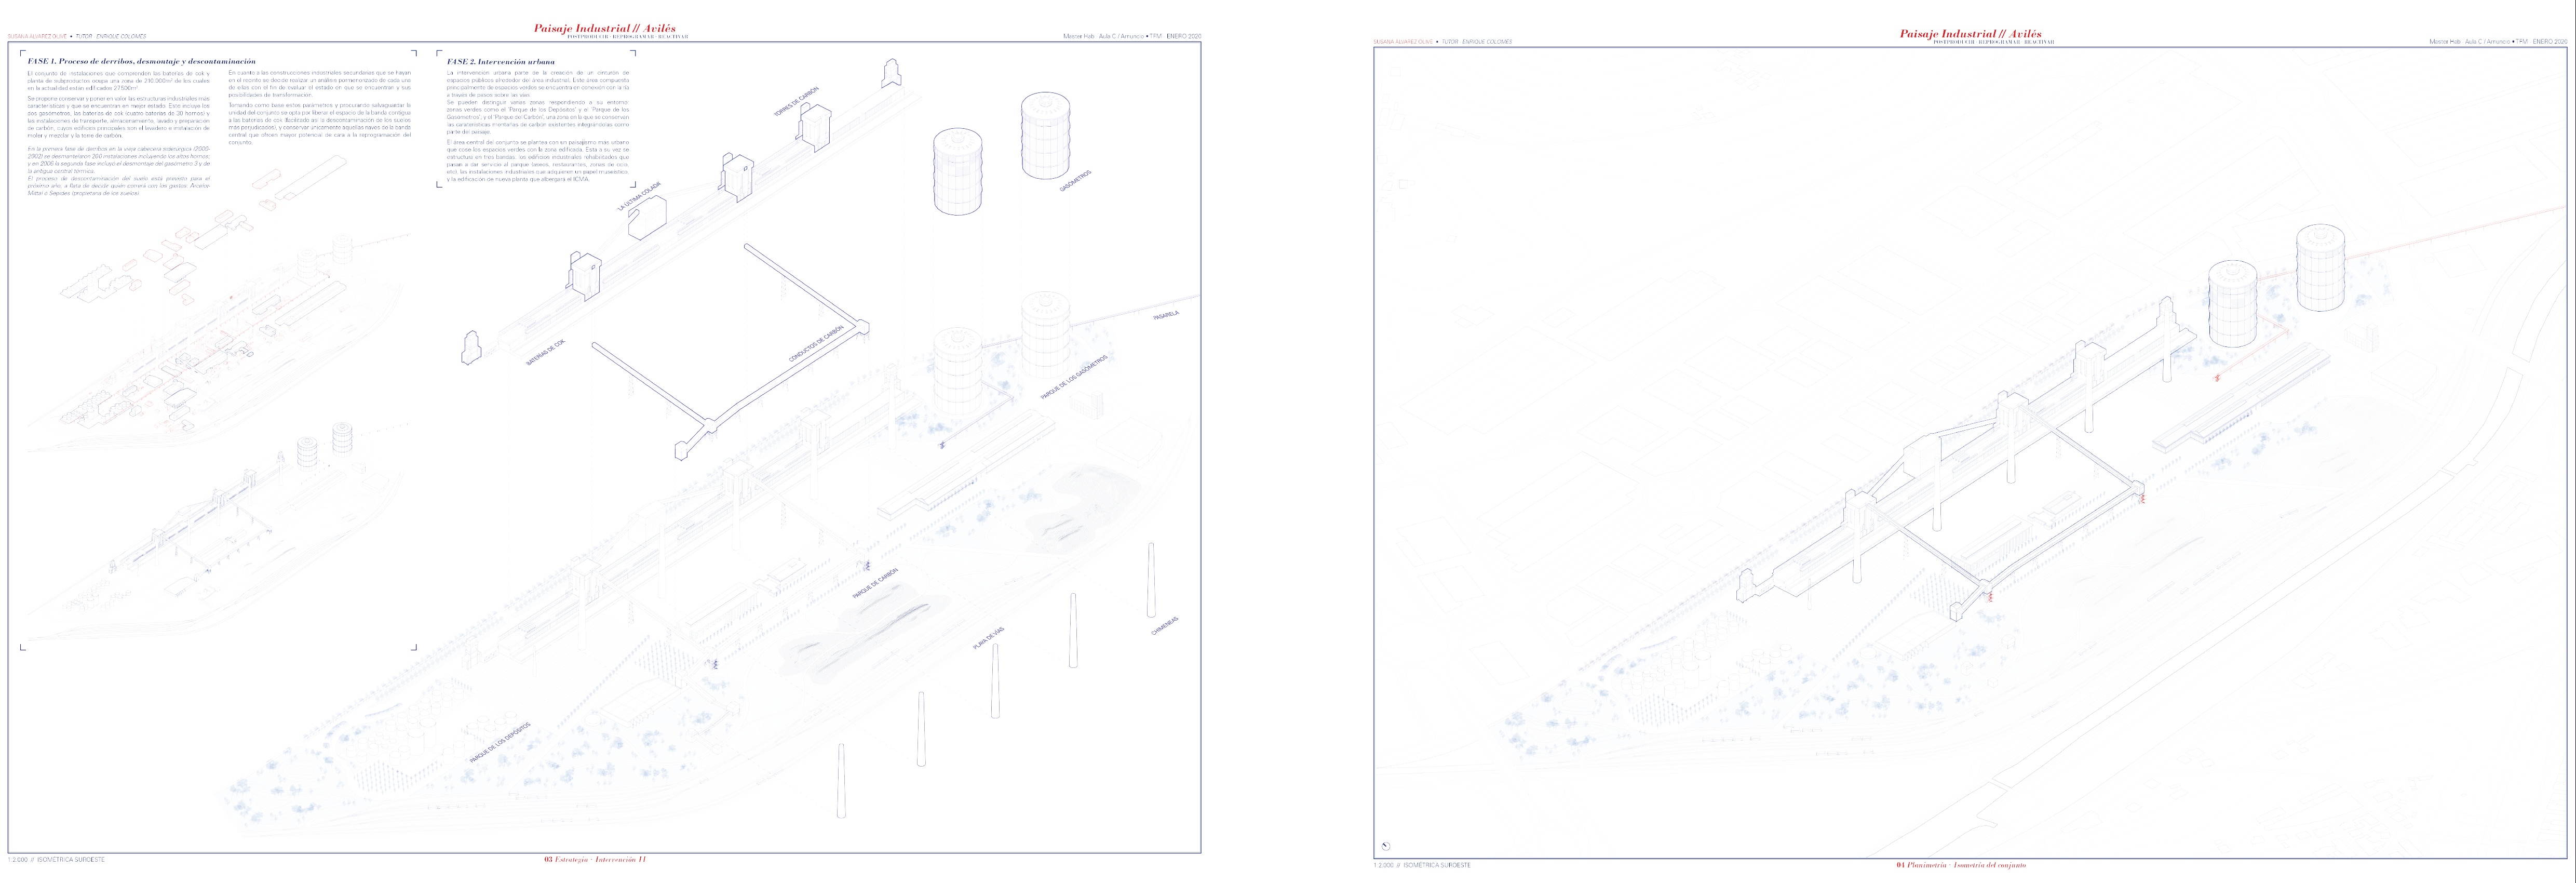 Paisaje Industrial // Avilés
POSTPRODUCIR · REPROGRAMAR · REACTIVAR
SUSANA ÁLVAREZ OLIVÉ • TUTOR · ENRIQUE COLOMÉS
Master Hab · Aula C / Amunico • TFM · ENERO 2020
FASE 1. Proceso de derribos, desmontaje y descontaminación
El conjunto de instalaciones que comprenden las baterías de cok y
planta de subproductos ocupa una zona de 210.000m² de los cuales
en la actualidad están edificados 27.500m².
Se propone conservar y poner en valor las estructuras industriales más
características y que se encuentran en mejor estado. Estos incluye los
dos gasómetros, las baterías de cok (cuatro baterías de 30 hornos) y
las instalaciones de transporte, almacenamiento, lavado y preparación
de carbón, cuyos edificios principales son el lavadero e instalación de
moler y mezclar y la torre de carbón.
En la primera fase de derribos en la vieja cabecera siderúrgica (2000-
2002) se desmantelaron 200 instalaciones incluyendo los altos hornos;
y en 2006 la segunda fase incluyó el desmontaje del gasómetro 3 y de
la antigua central térmica.
El proceso de descontaminación del suelo está previsto para el
próximo año, a falta de decidir quién correrá con los gastos: Arcelor-
Mittal o Sepides (propietaria de los suelos).
En cuanto a las construcciones industriales secundarias que se hayan
en el recinto se decide realizar un análisis pormenorizado de cada una
de ellas con el fin de evaluar el estado en que se encuentran y sus
posibilidades de transformación.
Tomando como base estos parámetros y procurando salvaguardar la
unidad del conjunto se opta por liberar el espacio de la banda contigua
a las baterías de cok (facilitado así la descontaminación de los suelos
más perjudicados); y conservar únicamente aquellas naves de la banda
central que ofrecen mayor potencial de cara a la reprogramación del
conjunto.
FASE 2. Intervención urbana
La intervención urbana parte de la creación de un cinturón de
espacios públicos alrededor del área industrial. Este área compuesta
principalmente de espacios verdes se encuentra en conexión con la ría
a través de pasos sobre las vías.
Se pueden distinguir varias zonas respondiendo a su entorno:
zonas verdes como el 'Parque de los Depósitos' y el 'Parque de los
Gasómetros', y el 'Parque del Carbón', una zona en la que se conservan
las características montañas de carbón existentes integrándolas como
parte del paisaje.
El área central del conjunto se plantea con un paisajismo más urbano
que cose los espacios verdes con la zona edificada. Esta a su vez se
estructura en tres bandas: los edificios industriales rehabilitados que
pasan a dar servicio al parque (aseos, restaurantes, zonas de ocio,
etc); las instalaciones industriales que adquieren un papel museístico;
y la edificación de nueva planta que albergará el ICMA.
TORRES DE CARBÓN
LA ÚLTIMA COLADA
GASÓMETROS
BATERÍAS DE COK
CONDUCTOS DE CARBÓN
PASARELA
PARQUE DE LOS GASÓMETROS
PARQUE DE CARBÓN
PLAYA DE VÍAS
CHIMENEAS
PARQUE DE LOS DEPÓSITOS
1:2.000 // ISOMÉTRICA SUROESTE
03 Estrategia · Intervención II
Paisaje Industrial // Avilés
POSTPRODUCIR · REPROGRAMAR · REACTIVAR
SUSANA ÁLVAREZ OLIVÉ • TUTOR · ENRIQUE COLOMÉS
Master Hab · Aula C / Amunico • TFM · ENERO 2020
1:2.000 // ISOMÉTRICA SUROESTE
04 Planimetría · Isometría del conjunto